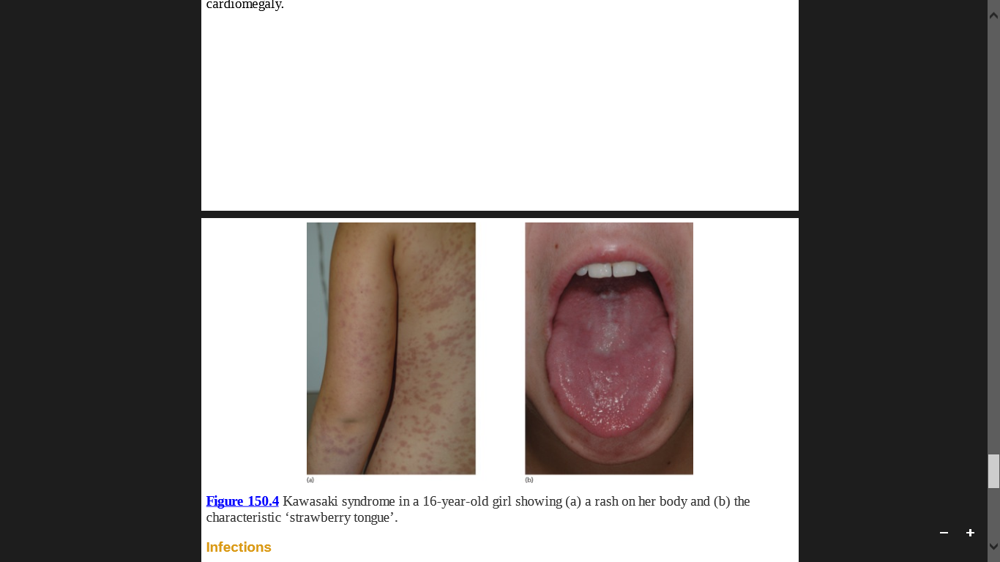 cardiomegaly.
(a)
(b)
Figure 150.4 Kawasaki syndrome in a 16-year-old girl showing (a) a rash on her body and (b) the
characteristic ‘strawberry tongue’.
Infections